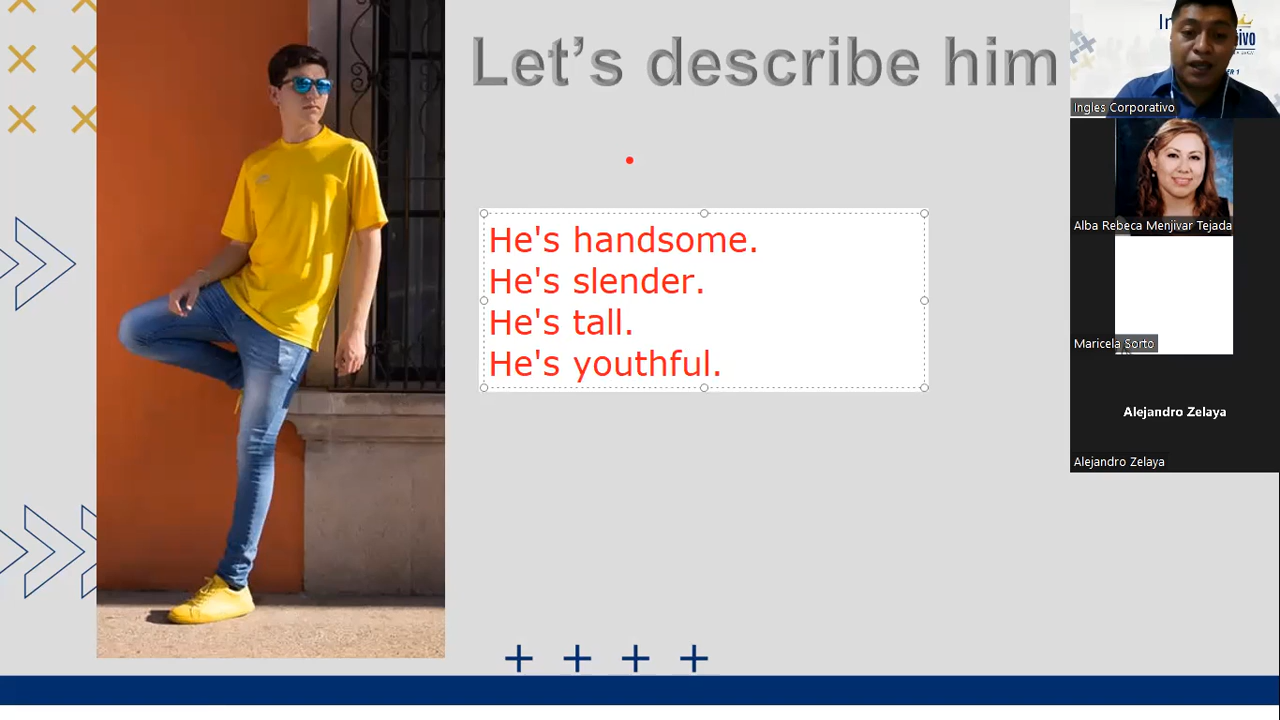 Let’s describe him
He's handsome.
He's slender.
He's tall.
He's youthful.
Ingles Corporativo
Alba Rebeca Menjivar Tejada
Maricela Sorto
Alejandro Zelaya
Alejandro Zelaya